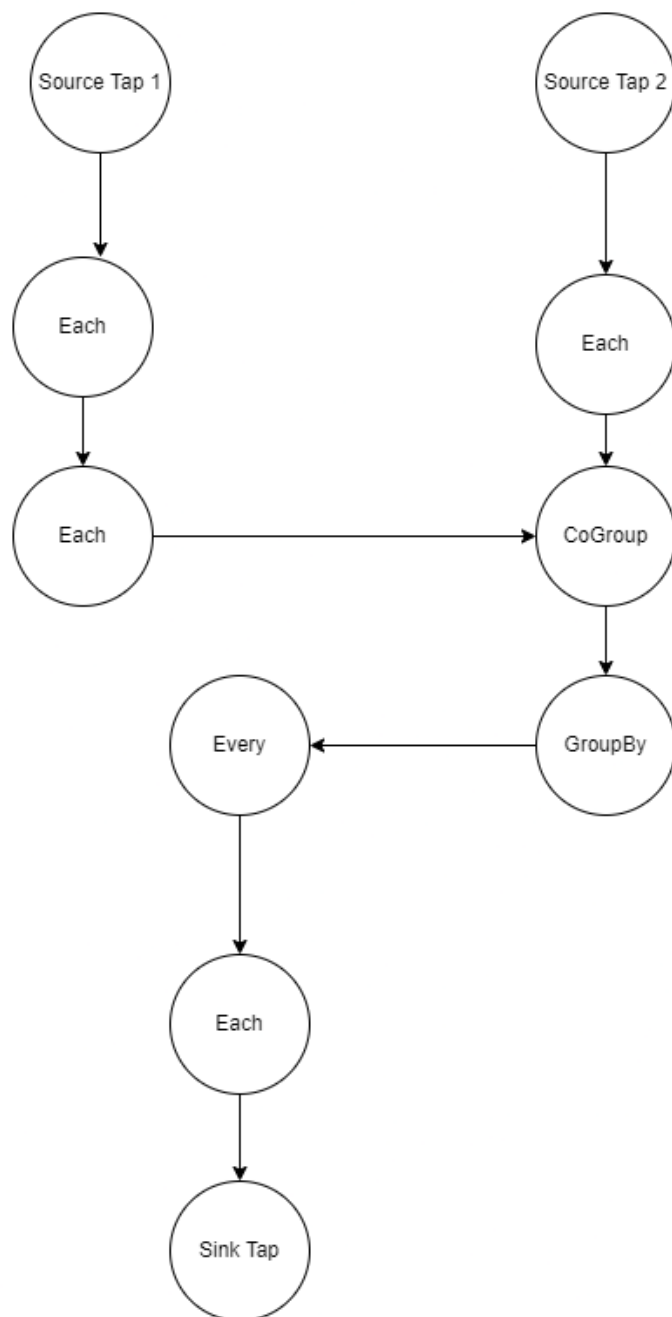 Source Tap 1
Source Tap 2
Each
Each
Each
CoGroup
Every
GroupBy
Each
Sink Tap